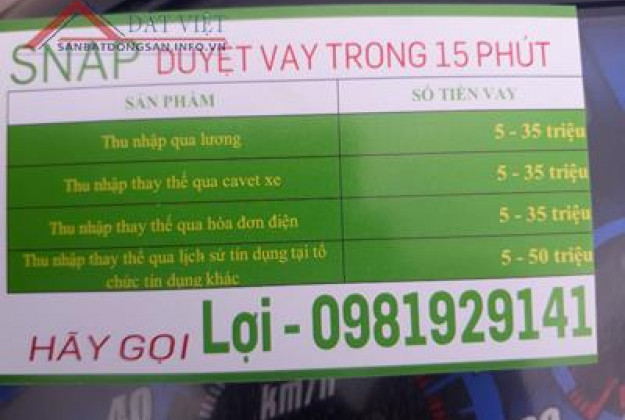 ĐẤT VIỆT
SANBATDONGSAN.INFO.VN
SNAP DUYỆT VAY TRONG 15 PHÚT
SẢN PHẨM SỐ TIỀN VAY
Thu nhập qua lương 5 - 35 triệu
Thu nhập thay thế qua cavet xe 5 - 35 triệu
Thu nhập thay thế qua hóa đơn điện 5 - 35 triệu
Thu nhập thay thế qua lịch sử tín dụng tại tổ 5 - 50 triệu
chức tín dụng khác
HÃY GỌI Lợi - 0981929141
40 km/h